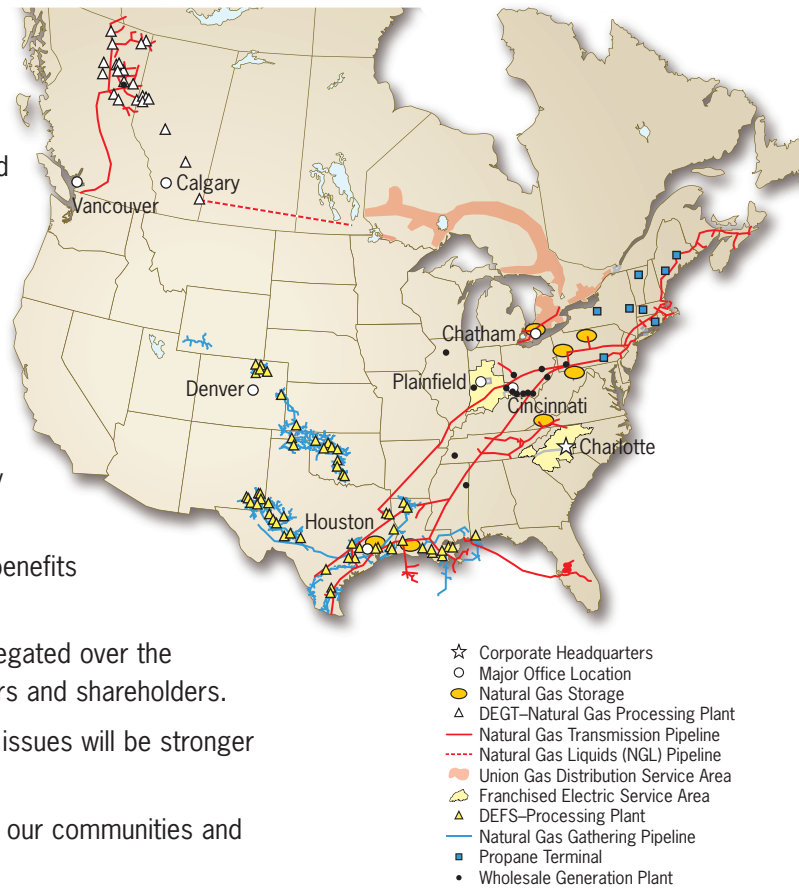 d
y
benefits
egated over the
rs and shareholders.
issues will be stronger
our communities and
Vancouver
Calgary
Chatham
Denver
Plainfield
Cincinnati
Charlotte
Houston
Corporate Headquarters
Major Office Location
Natural Gas Storage
DEGT–Natural Gas Processing Plant
Natural Gas Transmission Pipeline
Natural Gas Liquids (NGL) Pipeline
Union Gas Distribution Service Area
Franchised Electric Service Area
DEFS–Processing Plant
Natural Gas Gathering Pipeline
Propane Terminal
Wholesale Generation Plant